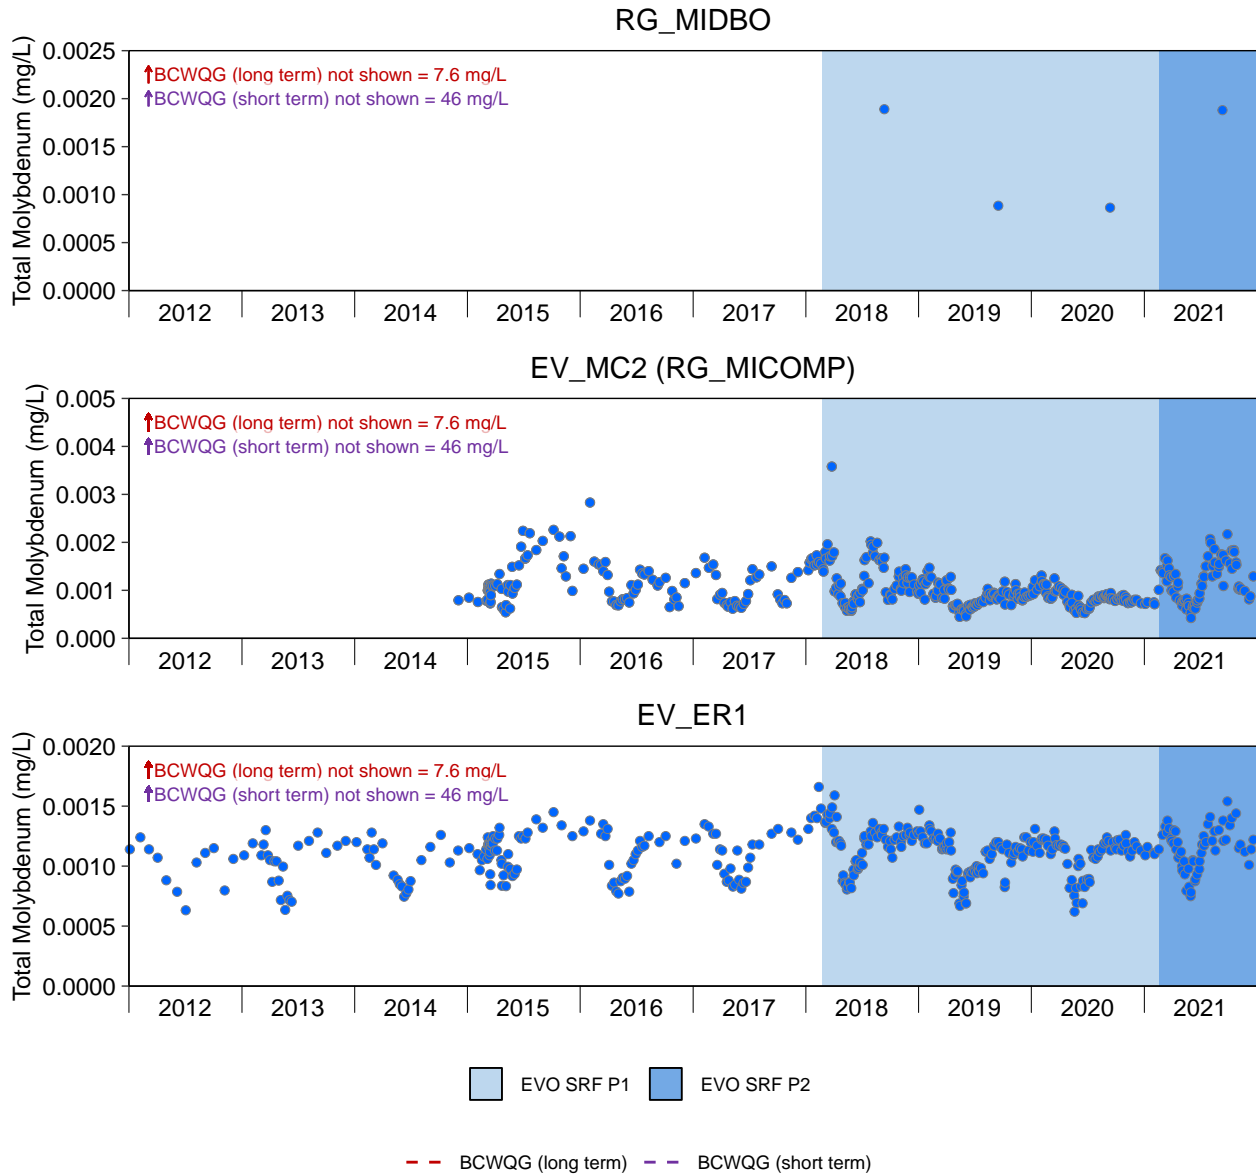 RG_MIDBO
Total Molybdenum (mg/L)
0.0025
0.0020
0.0015
0.0010
0.0005
0.0000
↑BCWQG (long term) not shown = 7.6 mg/L
↑BCWQG (short term) not shown = 46 mg/L
2012 2013 2014 2015 2016 2017 2018 2019 2020 2021
EV_MC2 (RG_MICOMP)
Total Molybdenum (mg/L)
0.005
0.004
0.003
0.002
0.001
0.000
↑BCWQG (long term) not shown = 7.6 mg/L
↑BCWQG (short term) not shown = 46 mg/L
2012 2013 2014 2015 2016 2017 2018 2019 2020 2021
EV_ER1
Total Molybdenum (mg/L)
0.0020
0.0015
0.0010
0.0005
0.0000
↑BCWQG (long term) not shown = 7.6 mg/L
↑BCWQG (short term) not shown = 46 mg/L
2012 2013 2014 2015 2016 2017 2018 2019 2020 2021
EVO SRF P1 EVO SRF P2
BCWQG (long term) BCWQG (short term)